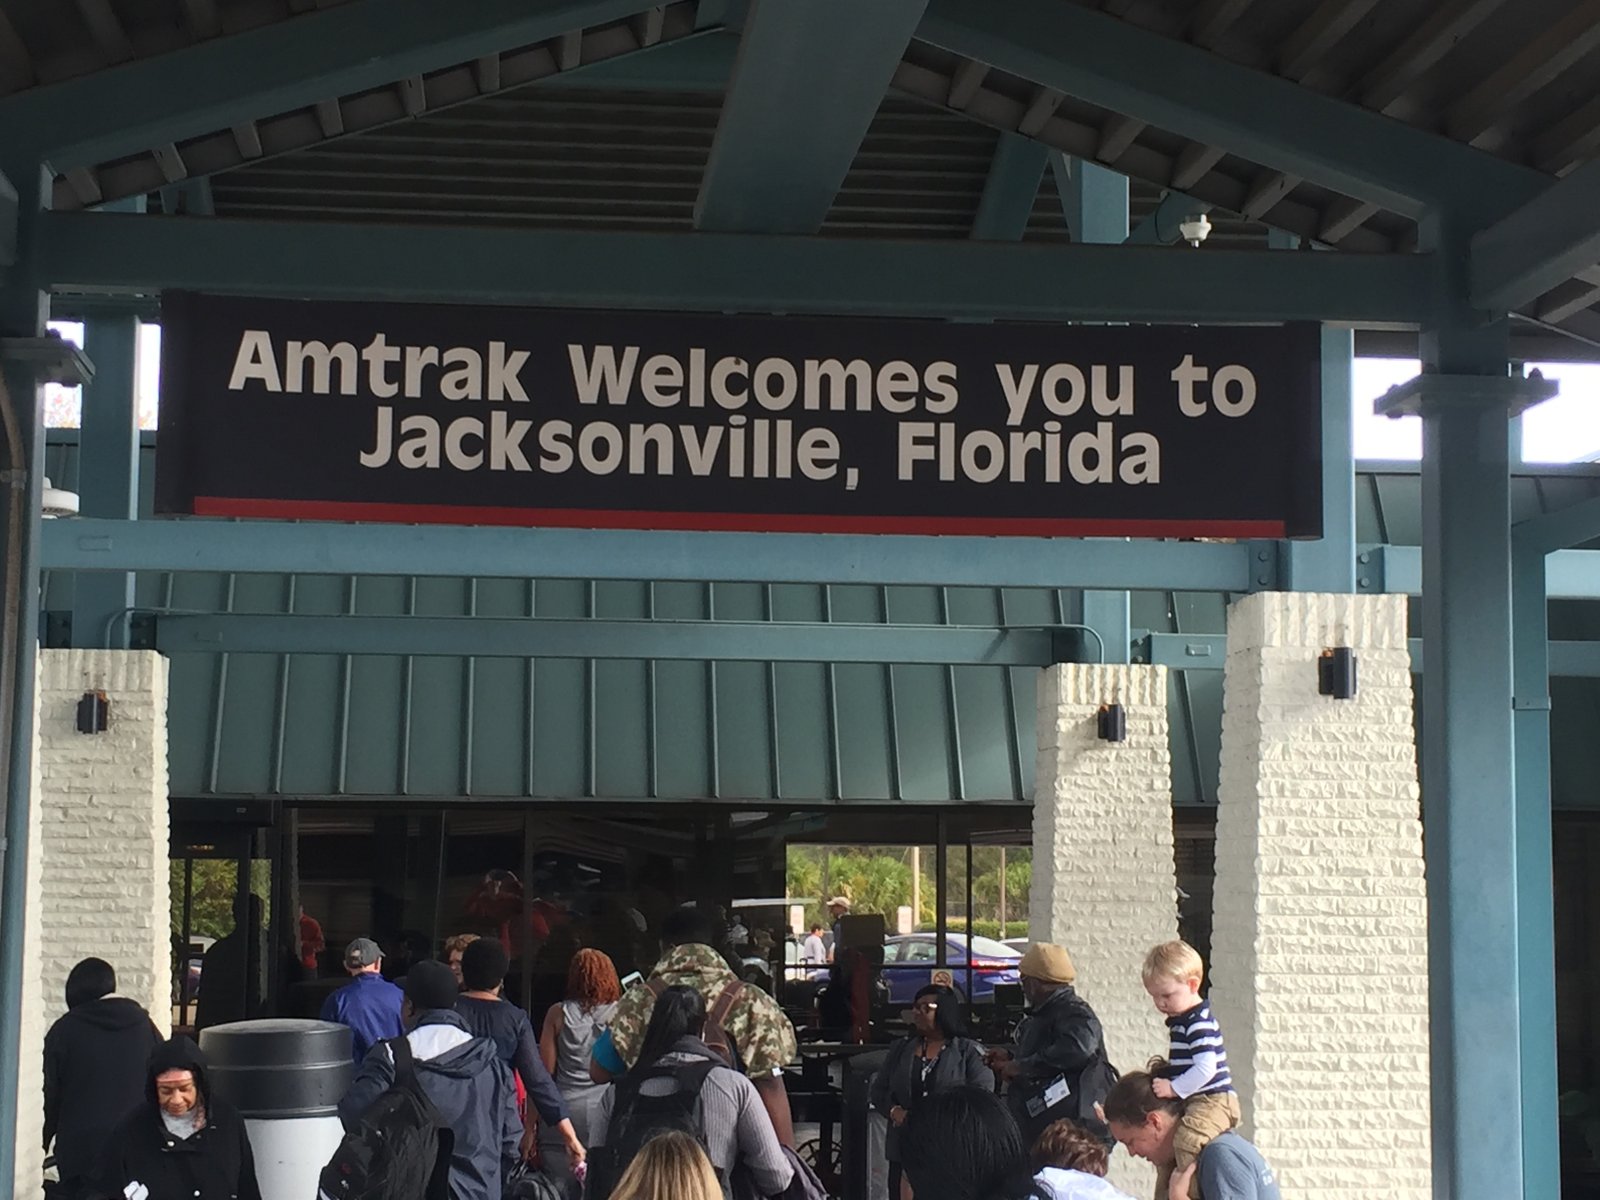 Amtrak Welcomes you to
Jacksonville, Florida